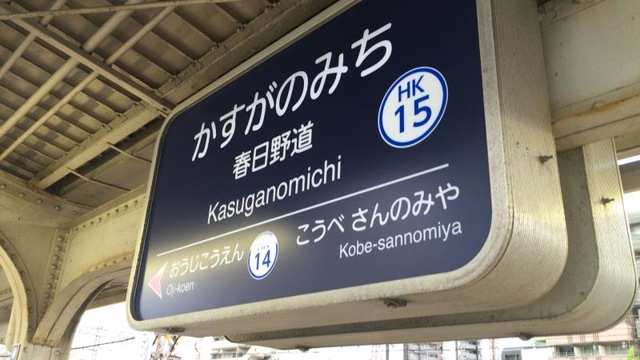 かすがのみち
HK
15
春日野道
Kasuganomichi
おうじこうえん
14
こうべ さんのみや
Oji-koen
Kobe-sannomiya